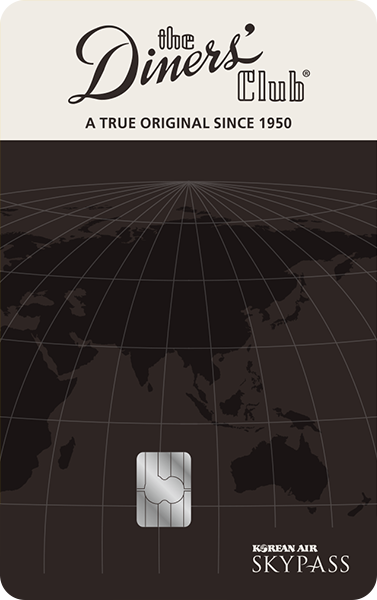 the
Diners'
Club®
A TRUE ORIGINAL SINCE 1950
KOREAN AIR
SKYPASS